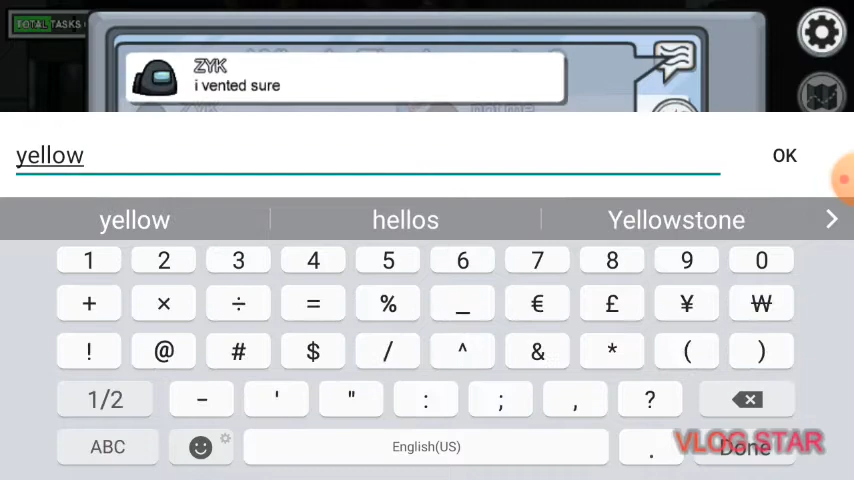 TOTAL TASKS
ZYK
i vented sure
yellow
OK
yellow
hellos
Yellowstone
1 2 3 4 5 6 7 8 9 0
+ × ÷ = % _ € £ ¥ ₩
! @ # $ / ^ & * ( )
1/2 - ' " : ; , ?
ABC
English(US)
.
Done
VLOG STAR